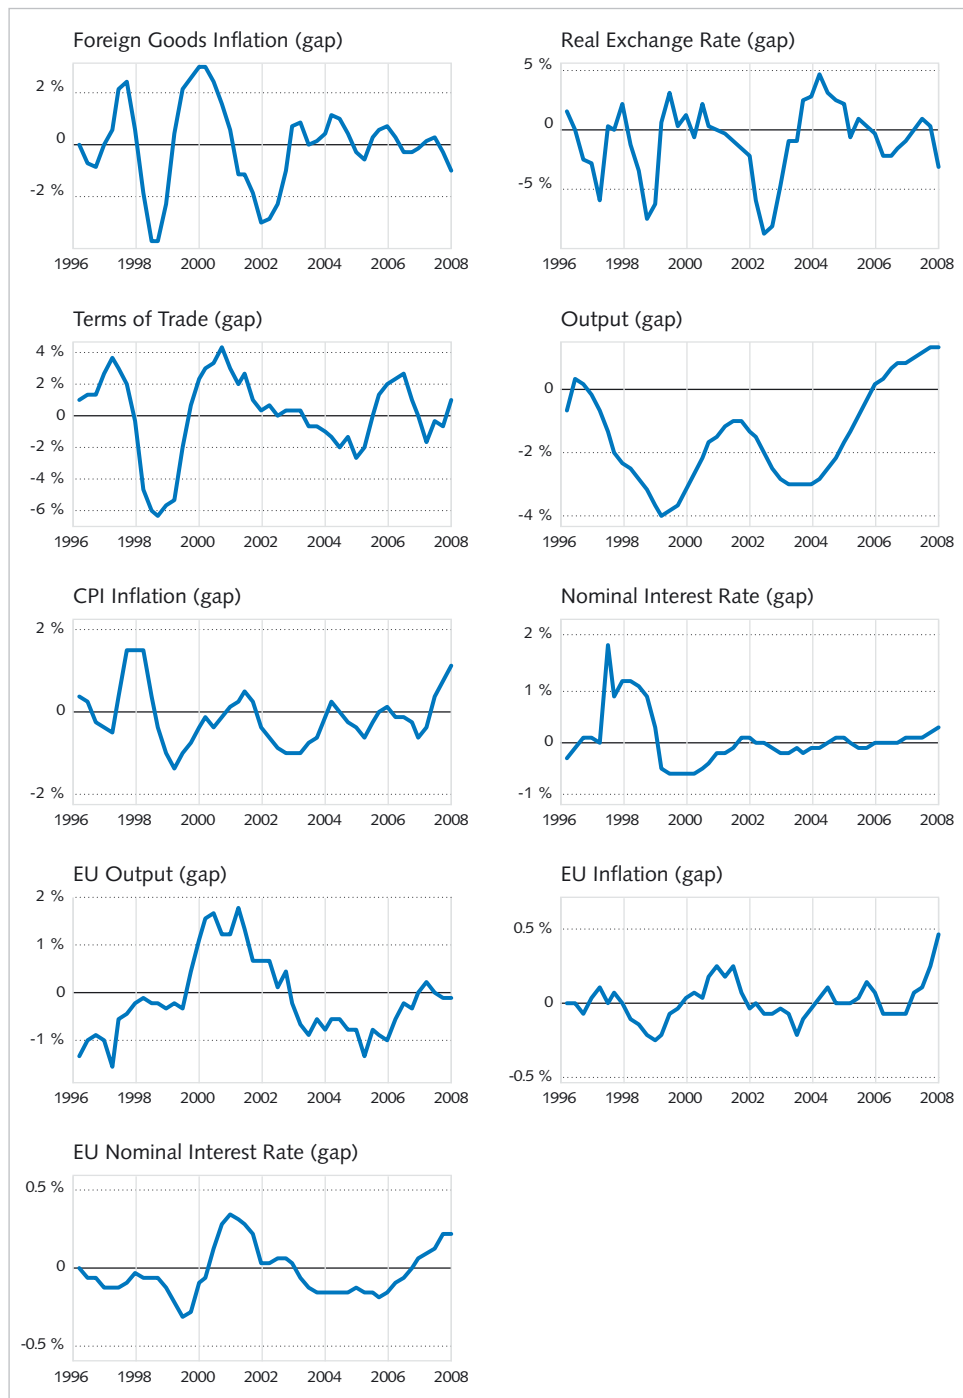 Foreign Goods Inflation (gap)
2 %
0
-2 %
1996 1998 2000 2002 2004 2006 2008
Real Exchange Rate (gap)
5 %
0
-5 %
1996 1998 2000 2002 2004 2006 2008
Terms of Trade (gap)
4 %
2 %
0
-2 %
-4 %
-6 %
1996 1998 2000 2002 2004 2006 2008
Output (gap)
0
-2 %
-4 %
1996 1998 2000 2002 2004 2006 2008
CPI Inflation (gap)
2 %
0
-2 %
1996 1998 2000 2002 2004 2006 2008
Nominal Interest Rate (gap)
2 %
1 %
0
-1 %
1996 1998 2000 2002 2004 2006 2008
EU Output (gap)
2 %
1 %
0
-1 %
1996 1998 2000 2002 2004 2006 2008
EU Inflation (gap)
0.5 %
0
-0.5 %
1996 1998 2000 2002 2004 2006 2008
EU Nominal Interest Rate (gap)
0.5 %
0
-0.5 %
1996 1998 2000 2002 2004 2006 2008